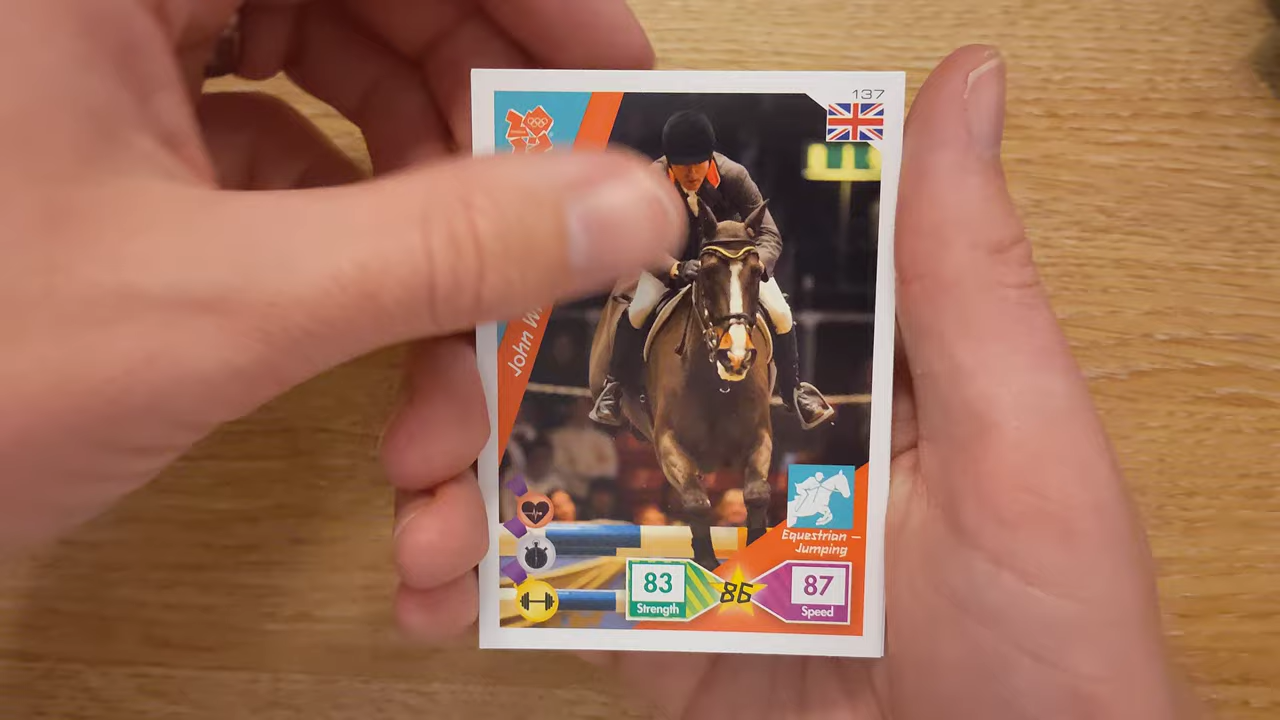 137
John
Equestrian –
Jumping
83
Strength
86
87
Speed